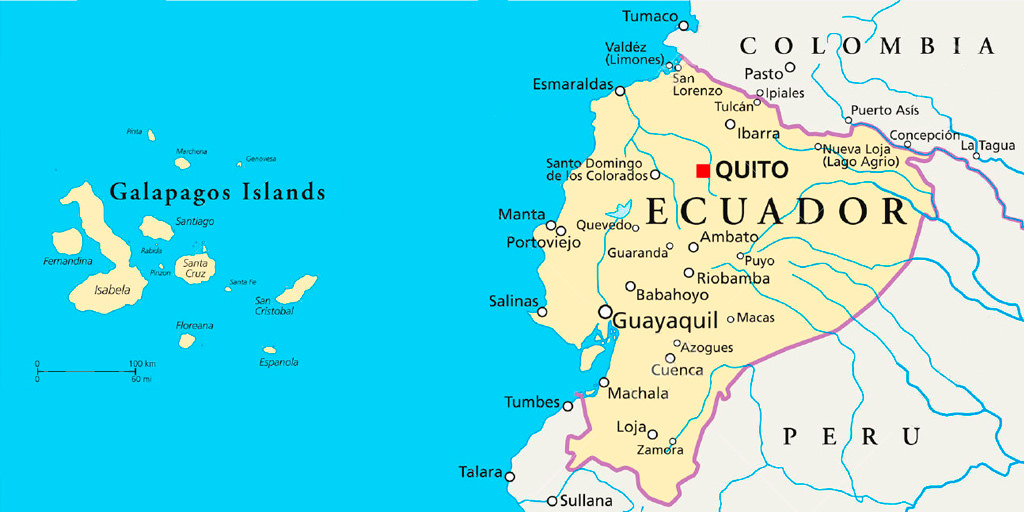 Tumaco
COLOMBIA
Valdéz
(Limones)
San
Lorenzo
Pasto
Ipiales
Esmeraldas
Tulcán
Puerto Asís
Ibarra
Concepción
La Tagua
Nueva Loja
(Lago Agrio)
Pinta
Marchena
Genovesa
Santo Domingo
de los Colorados
QUITO
Galapagos Islands
ECUADOR
Manta
Quevedo
Portoviejo
Santiago
Ambato
Guaranda
Puyo
Rabida
Fernandina
Pinzon
Santa
Cruz
Riobamba
Santa Fe
Isabela
Babahoyo
San
Cristobal
Salinas
Guayaquil
Macas
Floreana
Azogues
Espanola
Cuenca
100 km
0
0
60 mi
Machala
Tumbes
Loja
Zamora
PERU
Talara
Sullana